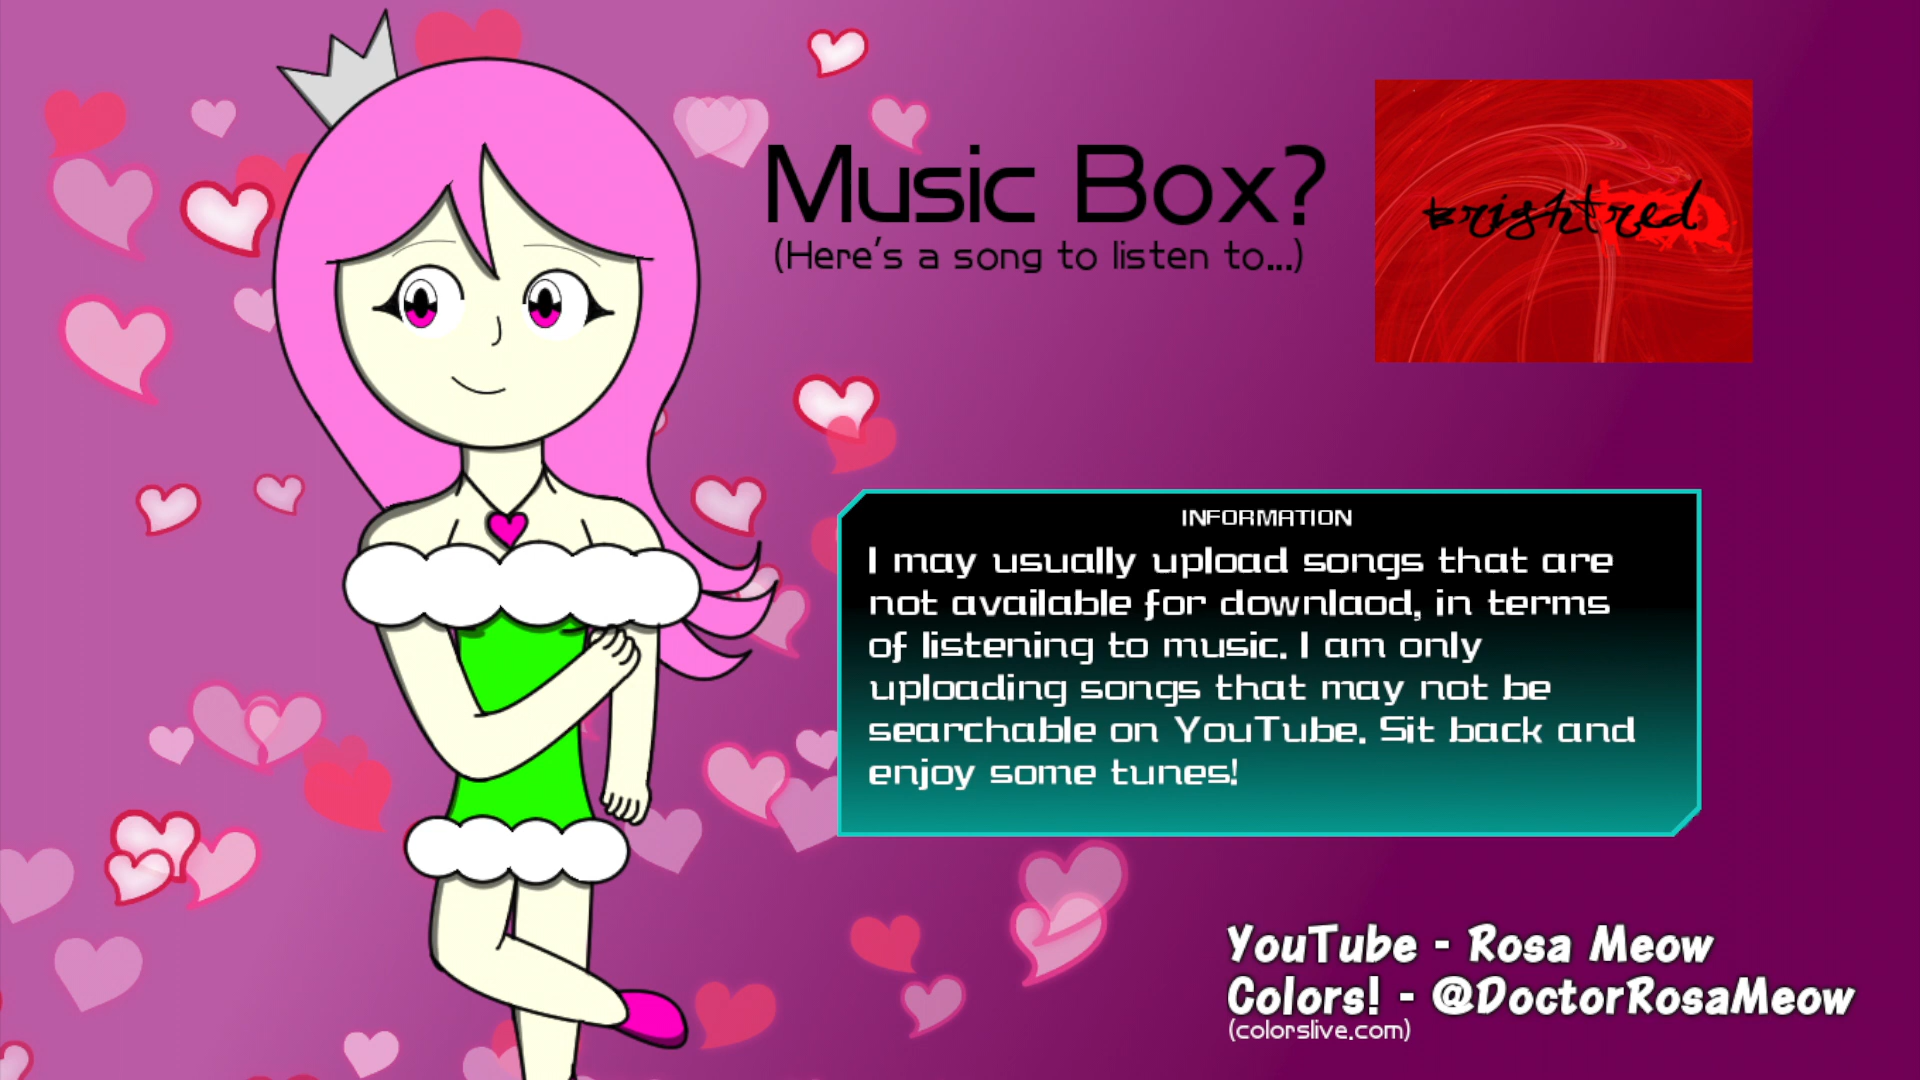 Music Box?
(Here's a song to listen to...)
Brightred
INFORMATION
I may usually upload songs that are
not available for downlaod, in terms
of listening to music. I am only
uploading songs that may not be
searchable on YouTube. Sit back and
enjoy some tunes!
YouTube - Rosa Meow
Colors! - @DoctorRosaMeow
(colorslive.com)